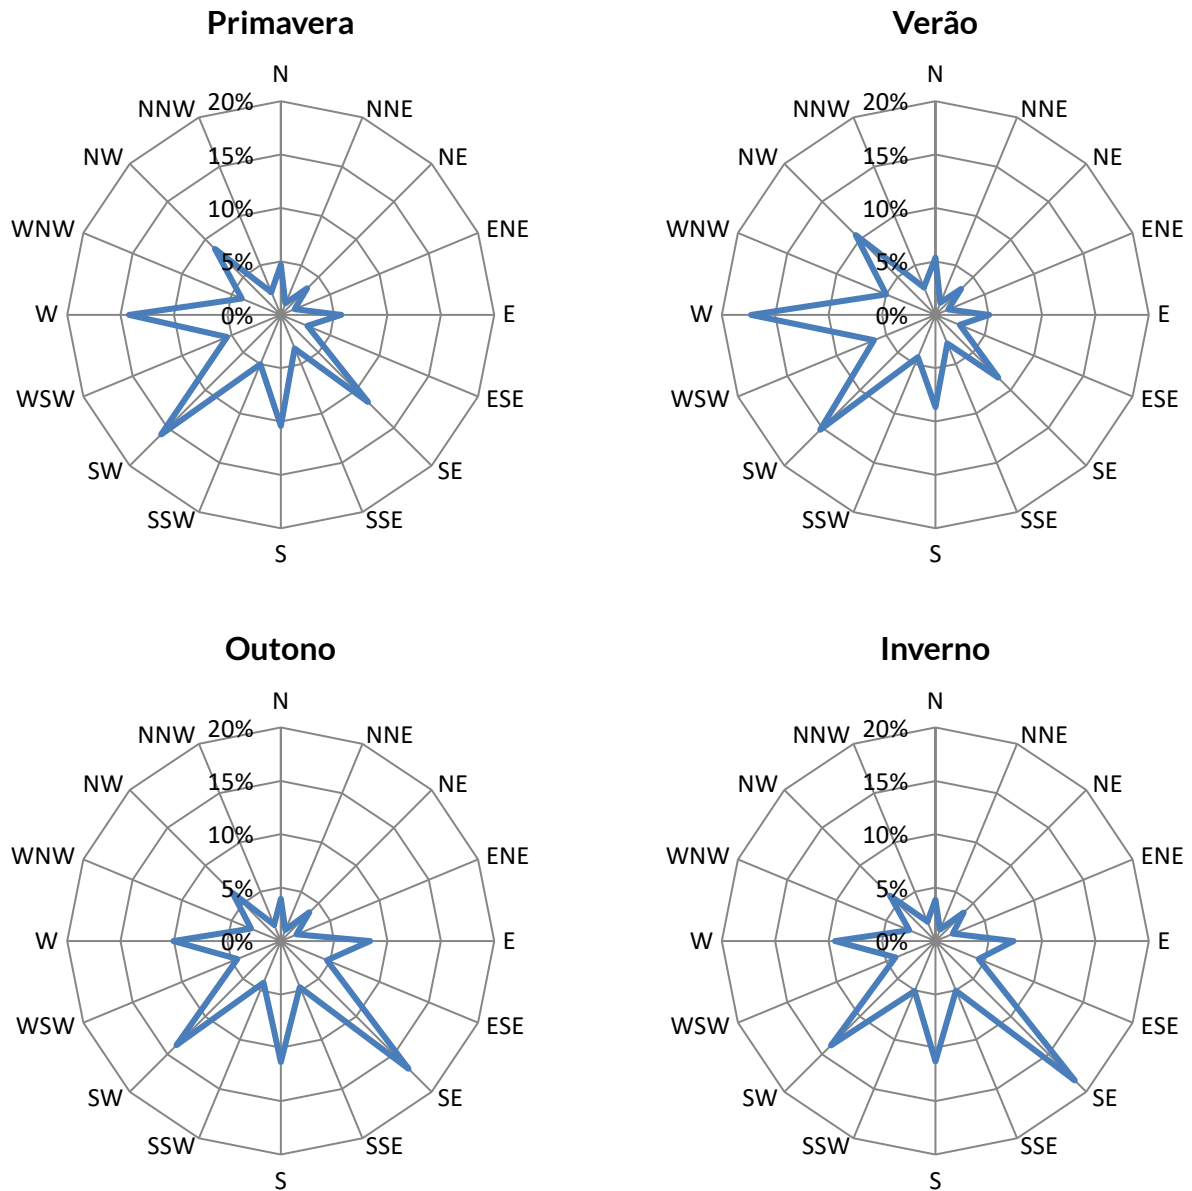 Primavera
N
NNW 20% NNE
NW 15% NE
10%
WNW ENE
5%
W 0% E
WSW ESE
SW SE
SSW SSE
S
Verão
N
NNW 20% NNE
NW 15% NE
10%
WNW ENE
5%
W 0% E
WSW ESE
SW SE
SSW SSE
S
Outono
N
NNW 20% NNE
NW 15% NE
10%
WNW ENE
5%
W 0% E
WSW ESE
SW SE
SSW SSE
S
Inverno
N
NNW 20% NNE
NW 15% NE
10%
WNW ENE
5%
W 0% E
WSW ESE
SW SE
SSW SSE
S